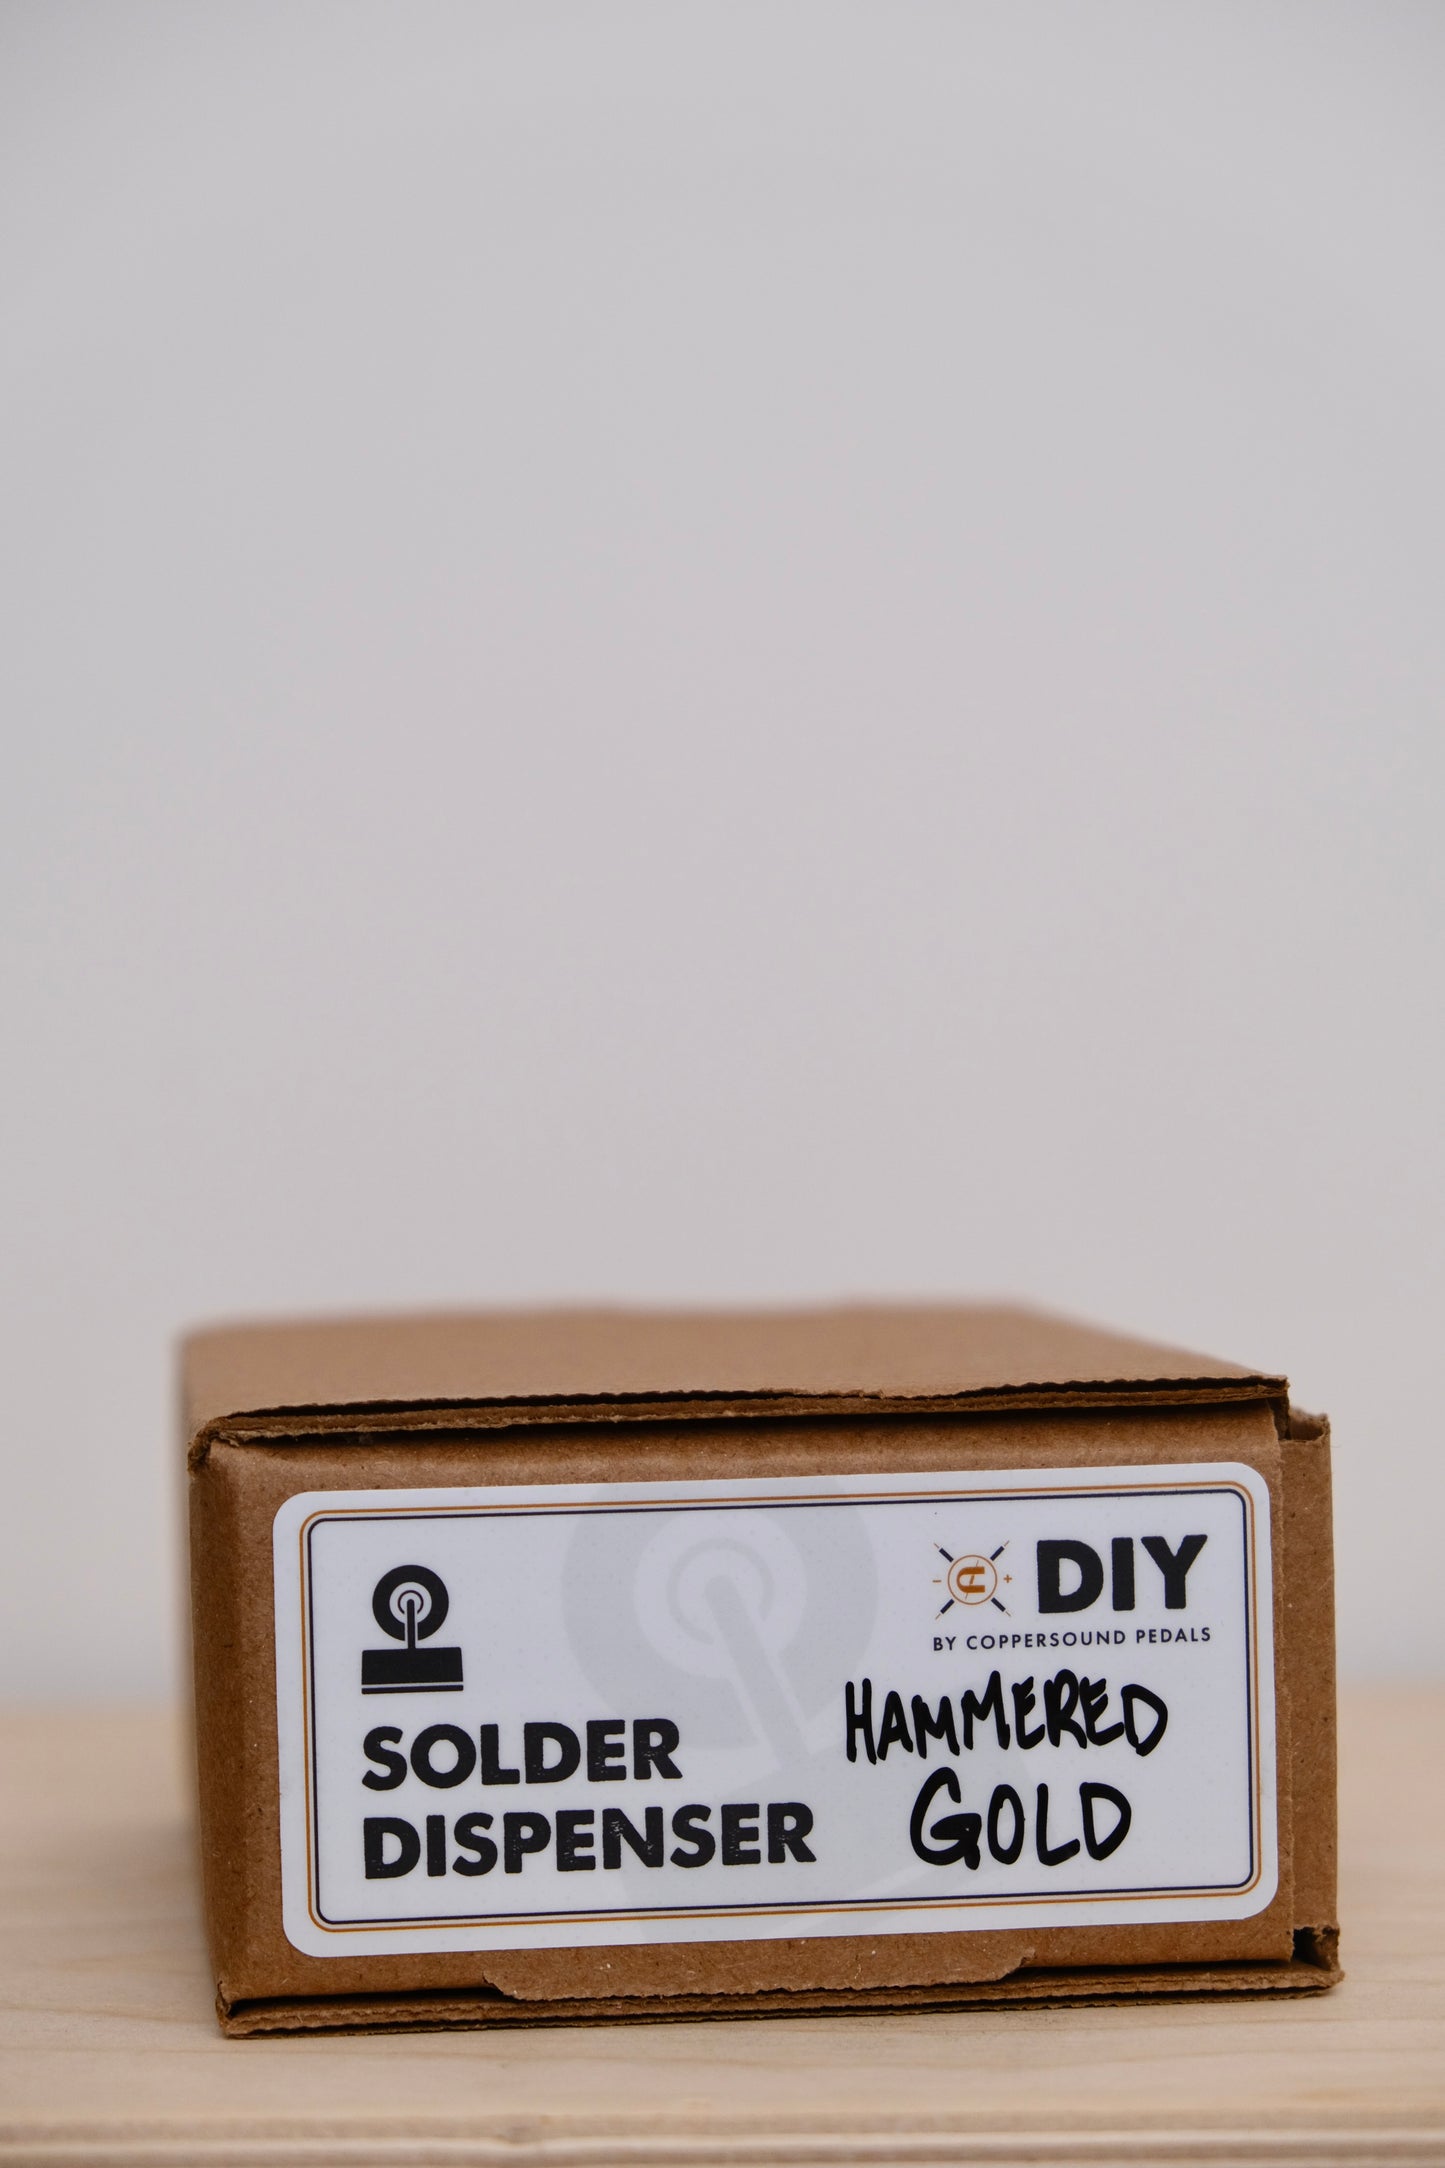 SOLDER
DISPENSER
DIY
BY COPPERSOUND PEDALS
HAMMERED
GOLD